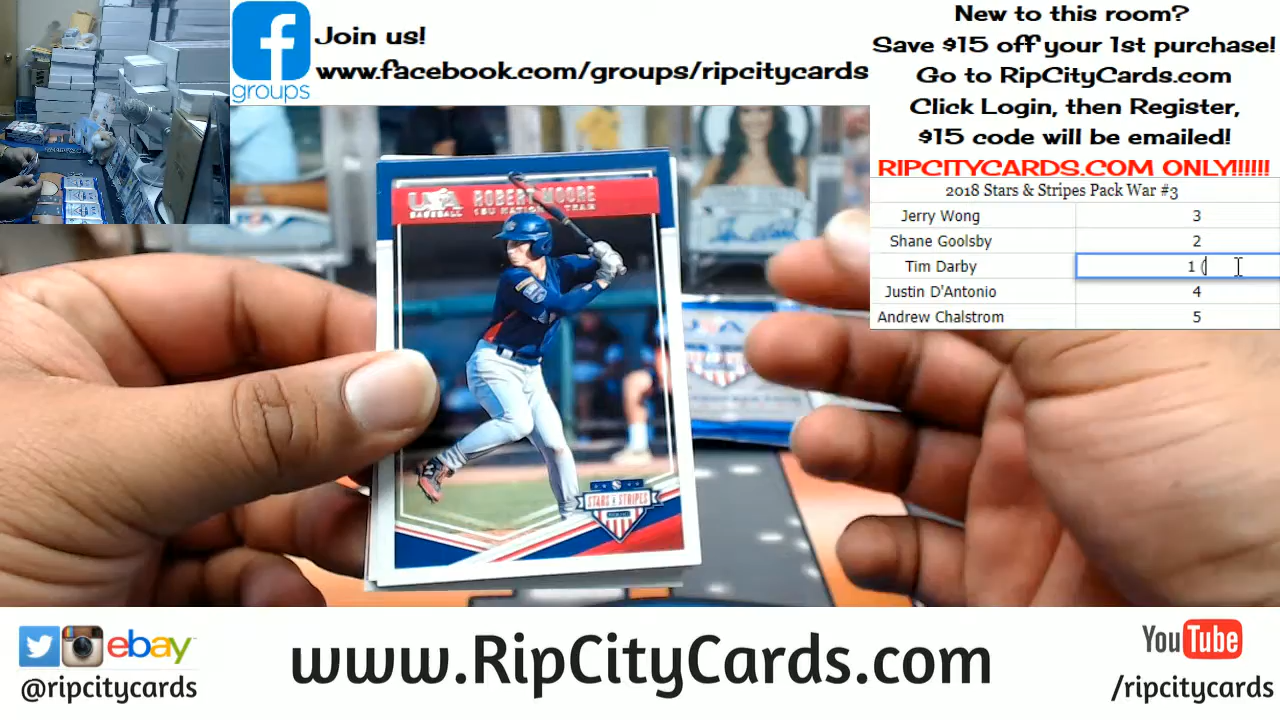 groups
Join us!
www.facebook.com/groups/ripcitycards
New to this room?
Save $15 off your 1st purchase!
Go to RipCityCards.com
Click Login, then Register,
$15 code will be emailed!
RIPCITYCARDS.COM ONLY!!!!!!
2018 Stars & Stripes Pack War #3
Jerry Wong 3
Shane Goolsby 2
Tim Darby 1 (
Justin D'Antonio 4
Andrew Chalstrom 5
USA BASEBALL
ROBERT MOORE
TEAM
STARS & STRIPES
USA
ebay
@ripcitycards
www.RipCityCards.com
YouTube
/ripcitycards